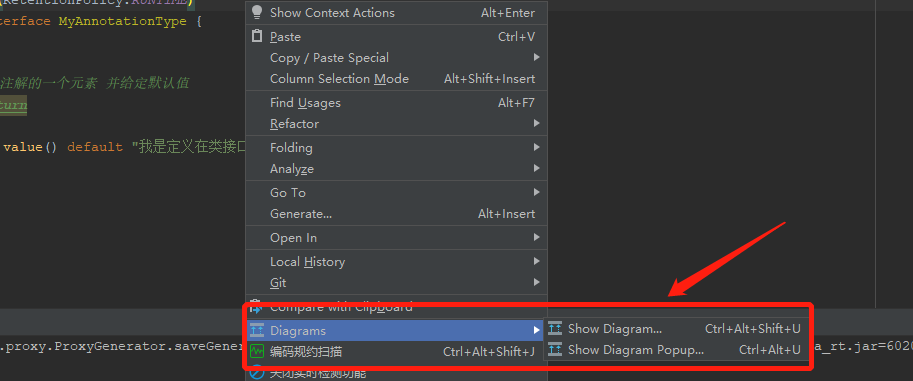 (RetentionPolicy.RUNTIME)
terface MyAnnotationType {
注解的一个元素 并给定默认值
turn
value() default "我是定义在类接口
Show Context Actions Alt+Enter
Paste Ctrl+V
Copy / Paste Special
Column Selection Mode Alt+Shift+Insert
Find Usages Alt+F7
Refactor
Folding
Analyze
Go To
Generate... Alt+Insert
Open In
Local History
Git
Compare with Clipboard
Diagrams
Show Diagram... Ctrl+Alt+Shift+U
.proxy.ProxyGenerator.saveGener
编码规约扫描 Ctrl+Alt+Shift+J
Show Diagram Popup... Ctrl+Alt+U
a_rt.jar=6020
关闭实时检测功能